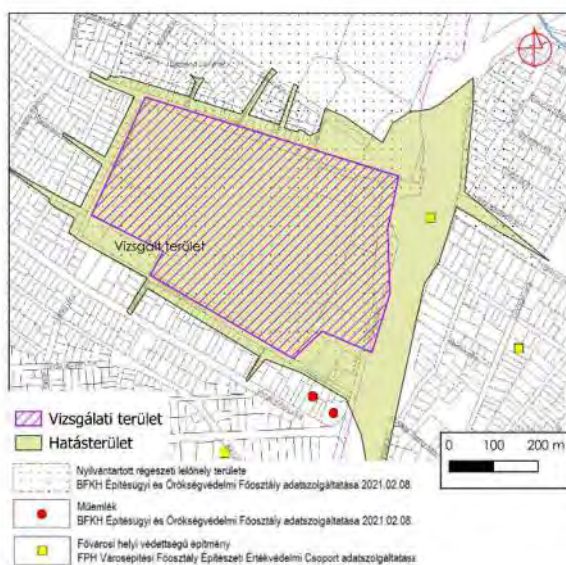 Vizsgált terület
Vizsgálati terület
Hatásterület
0 100 200 m
Nyilvántartott régészeti lelőhely területe
BFKH Építésügyi és Örökségvédelmi Főosztály adatszolgáltatása 2021.02.08.
Műemlék
BFKH Építésügyi és Örökségvédelmi Főosztály adatszolgáltatása 2021.02.08.
Fővárosi helyi védettségű építmény
FPH Városépítési Főosztály Építészeti Értékvédelmi Csoport adatszolgáltatása